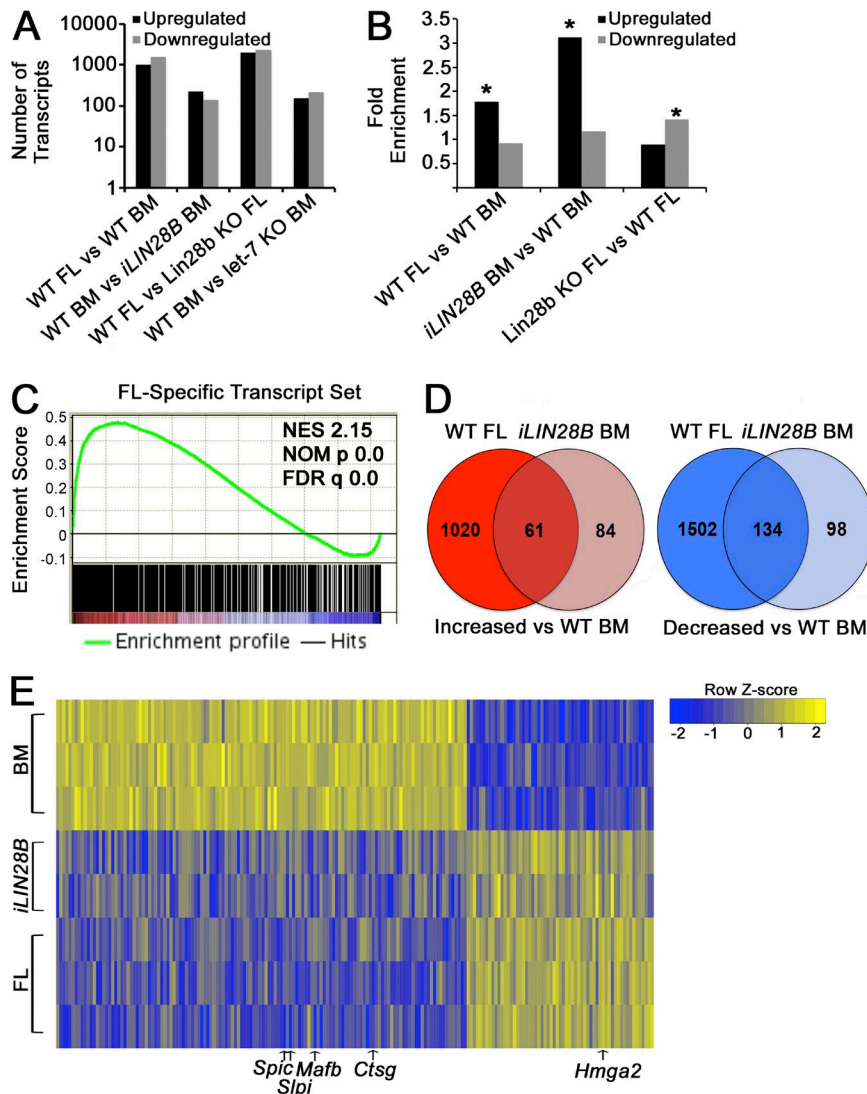 A
Upregulated
Downregulated
Number of
Transcripts
10000
1000
100
10
1
WT FL vs WT BM
WT BM vs iLIN28B BM
WT FL vs Lin28b KO FL
WT BM vs let-7 KO BM
B
Upregulated
Downregulated
Fold
Enrichment
3.5
3
2.5
2
1.5
1
0.5
*
*
*
WT FL vs WT BM
iLIN28B BM vs WT BM
Lin28b KO FL vs WT FL
C
FL-Specific Transcript Set
Enrichment Score
0.5
0.4
0.3
0.2
0.1
0
-0.1
NES 2.15
NOM p 0.0
FDR q 0.0
Enrichment profile
Hits
D
WT FL iLIN28B BM
1020
61
84
Increased vs WT BM
WT FL iLIN28B BM
1502
134
98
Decreased vs WT BM
E
Row Z-score
-2 -1 0 1 2
BM
iLIN28B
FL
Spic
Slpi
Mafb
Ctsg
Hmga2